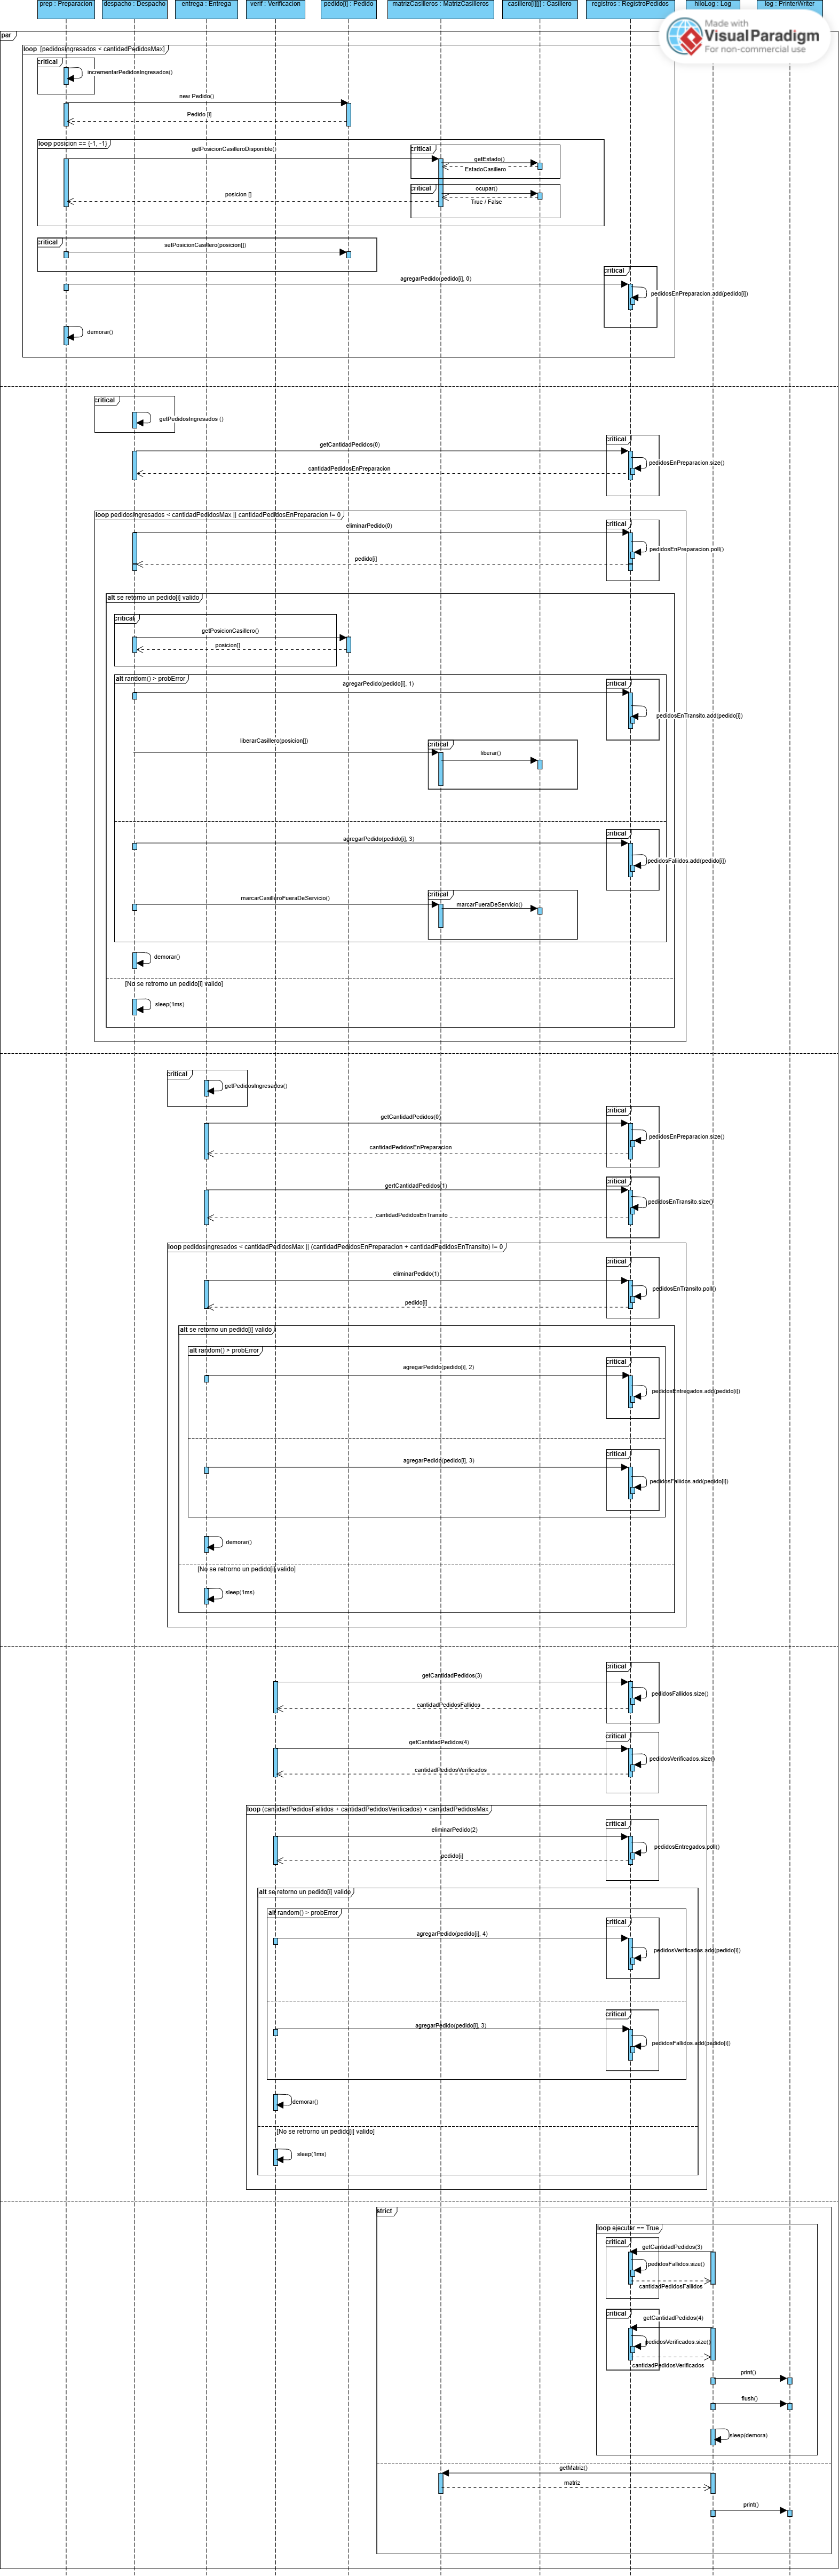 prep : Preparacion
despacho : Despacho
entrega : Entrega
verif : Verificacion
pedido[i] : Pedido
matrizCasilleros : MatrizCasilleros
casillero[i][j] : Casillero
registros : RegistroPedidos
hiloLog : Log
log : PrinterWriter
Made with
VisualParadigm
For non-commercial use
par
loop [pedidosIngresados < cantidadPedidosMax]
critical
incrementarPedidosIngresados()
new Pedido()
Pedido [i]
loop posicion == {-1, -1}
critical
getPosicionCasilleroDisponible()
getEstado()
EstadoCasillero
critical
ocupar()
posicion []
True / False
critical
setPosicionCasillero(posicion[])
critical
agregarPedido(pedido[i], 0)
pedidosEnPreparacion.add(pedido[i])
demorar()
critical
getPedidosIngresados ()
critical
getCantidadPedidos(0)
pedidosEnPreparacion.size()
cantidadPedidosEnPreparacion
loop pedidosIngresados < cantidadPedidosMax || cantidadPedidosEnPreparacion != 0
critical
eliminarPedido(0)
pedidosEnPreparacion.poll()
pedido[i]
alt se retorno un pedido[i] valido
critical
getPosicionCasillero()
posicion[]
alt random() > probError
critical
agregarPedido(pedido[i], 1)
pedidosEnTransito.add(pedido[i])
liberarCasillero(posicion[])
critical
liberar()
critical
agregarPedido(pedido[i], 3)
pedidosFallidos.add(pedido[i])
critical
marcarCasilleroFueraDeServicio()
marcarFueraDeServicio()
demorar()
[No se retrorno un pedido[i] valido]
sleep(1ms)
critical
getPedidosIngresados()
critical
getCantidadPedidos(0)
pedidosEnPreparacion.size()
cantidadPedidosEnPreparacion
critical
gertCantidadPedidos(1)
pedidosEnTransito.size()
cantidadPedidosEnTransito
loop pedidosIngresados < cantidadPedidosMax || (cantidadPedidosEnPreparacion + cantidadPedidosEnTransito) != 0
critical
eliminarPedido(1)
pedidosEnTransito.poll()
pedido[i]
alt se retorno un pedido[i] valido
alt random() > probError
critical
agregarPedido(pedido[i], 2)
pedidosEntregados.add(pedido[i])
critical
agregarPedido(pedido[i], 3)
pedidosFallidos.add(pedido[i])
demorar()
[No se retrorno un pedido[i] valido]
sleep(1ms)
critical
getCantidadPedidos(3)
pedidosFallidos.size()
cantidadPedidosFallidos
critical
getCantidadPedidos(4)
pedidosVerificados.size()
cantidadPedidosVerificados
loop (cantidadPedidosFallidos + cantidadPedidosVerificados) < cantidadPedidosMax
critical
eliminarPedido(2)
pedidosEntregados.poll()
pedido[i]
alt se retorno un pedido[i] valido
alt random() > probError
critical
agregarPedido(pedido[i], 4)
pedidosVerificados.add(pedido[i])
critical
agregarPedido(pedido[i], 3)
pedidosFallidos.add(pedido[i])
demorar()
[No se retrorno un pedido[i] valido]
sleep(1ms)
strict
loop ejecutar == True
critical
getCantidadPedidos(3)
pedidosFallidos.size()
cantidadPedidosFallidos
critical
getCantidadPedidos(4)
pedidosVerificados.size()
cantidadPedidosVerificados
print()
flush()
sleep(demora)
getMatriz()
matriz
print()